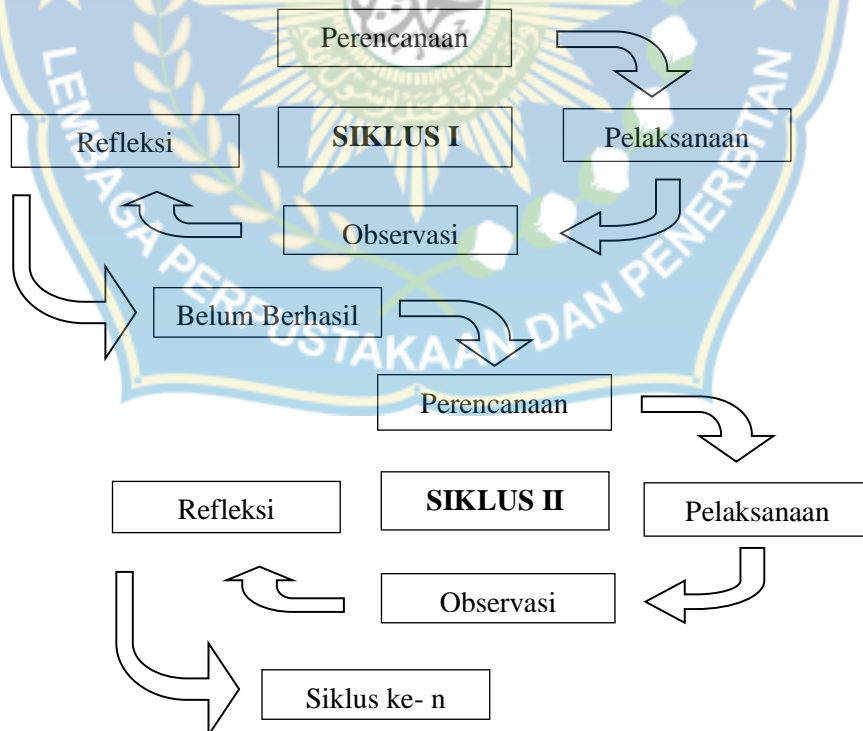 Perencanaan
Refleksi
SIKLUS I
Pelaksanaan
Observasi
Belum Berhasil
Perencanaan
Refleksi
SIKLUS II
Pelaksanaan
Observasi
Siklus ke- n
LEMBAGA PERPUSTAKAAN DAN PENERBITAN